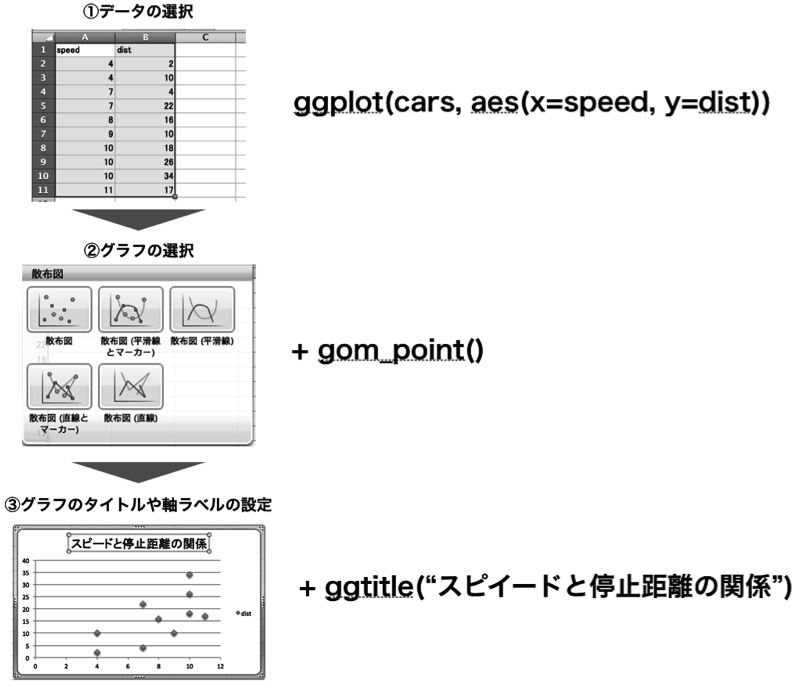 ①データの選択
A B C
1 speed dist
2 4 2
3 4 10
4 7 4
5 7 22
6 8 16
7 9 10
8 10 18
9 10 26
10 10 34
11 11 17
ggplot(cars, aes(x=speed, y=dist))
②グラフの選択
散布図
散布図
散布図 (平滑線
とマーカー)
散布図 (平滑線)
散布図 (直線と
マーカー)
散布図 (直線)
+ gom_point()
③グラフのタイトルや軸ラベルの設定
スピードと停止距離の関係
40
35
30
25
20
15
10
5
0
0 2 4 6 8 10 12
dist
+ ggtitle(“スピイードと停止距離の関係”)